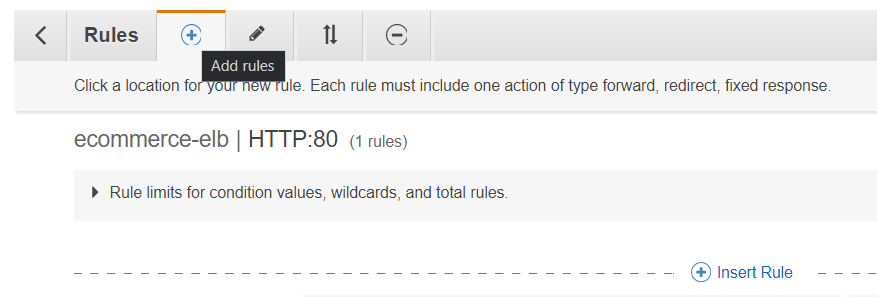 Rules
Add rules
Click a location for your new rule. Each rule must include one action of type forward, redirect, fixed response.
ecommerce-elb | HTTP:80 (1 rules)
Rule limits for condition values, wildcards, and total rules.
Insert Rule